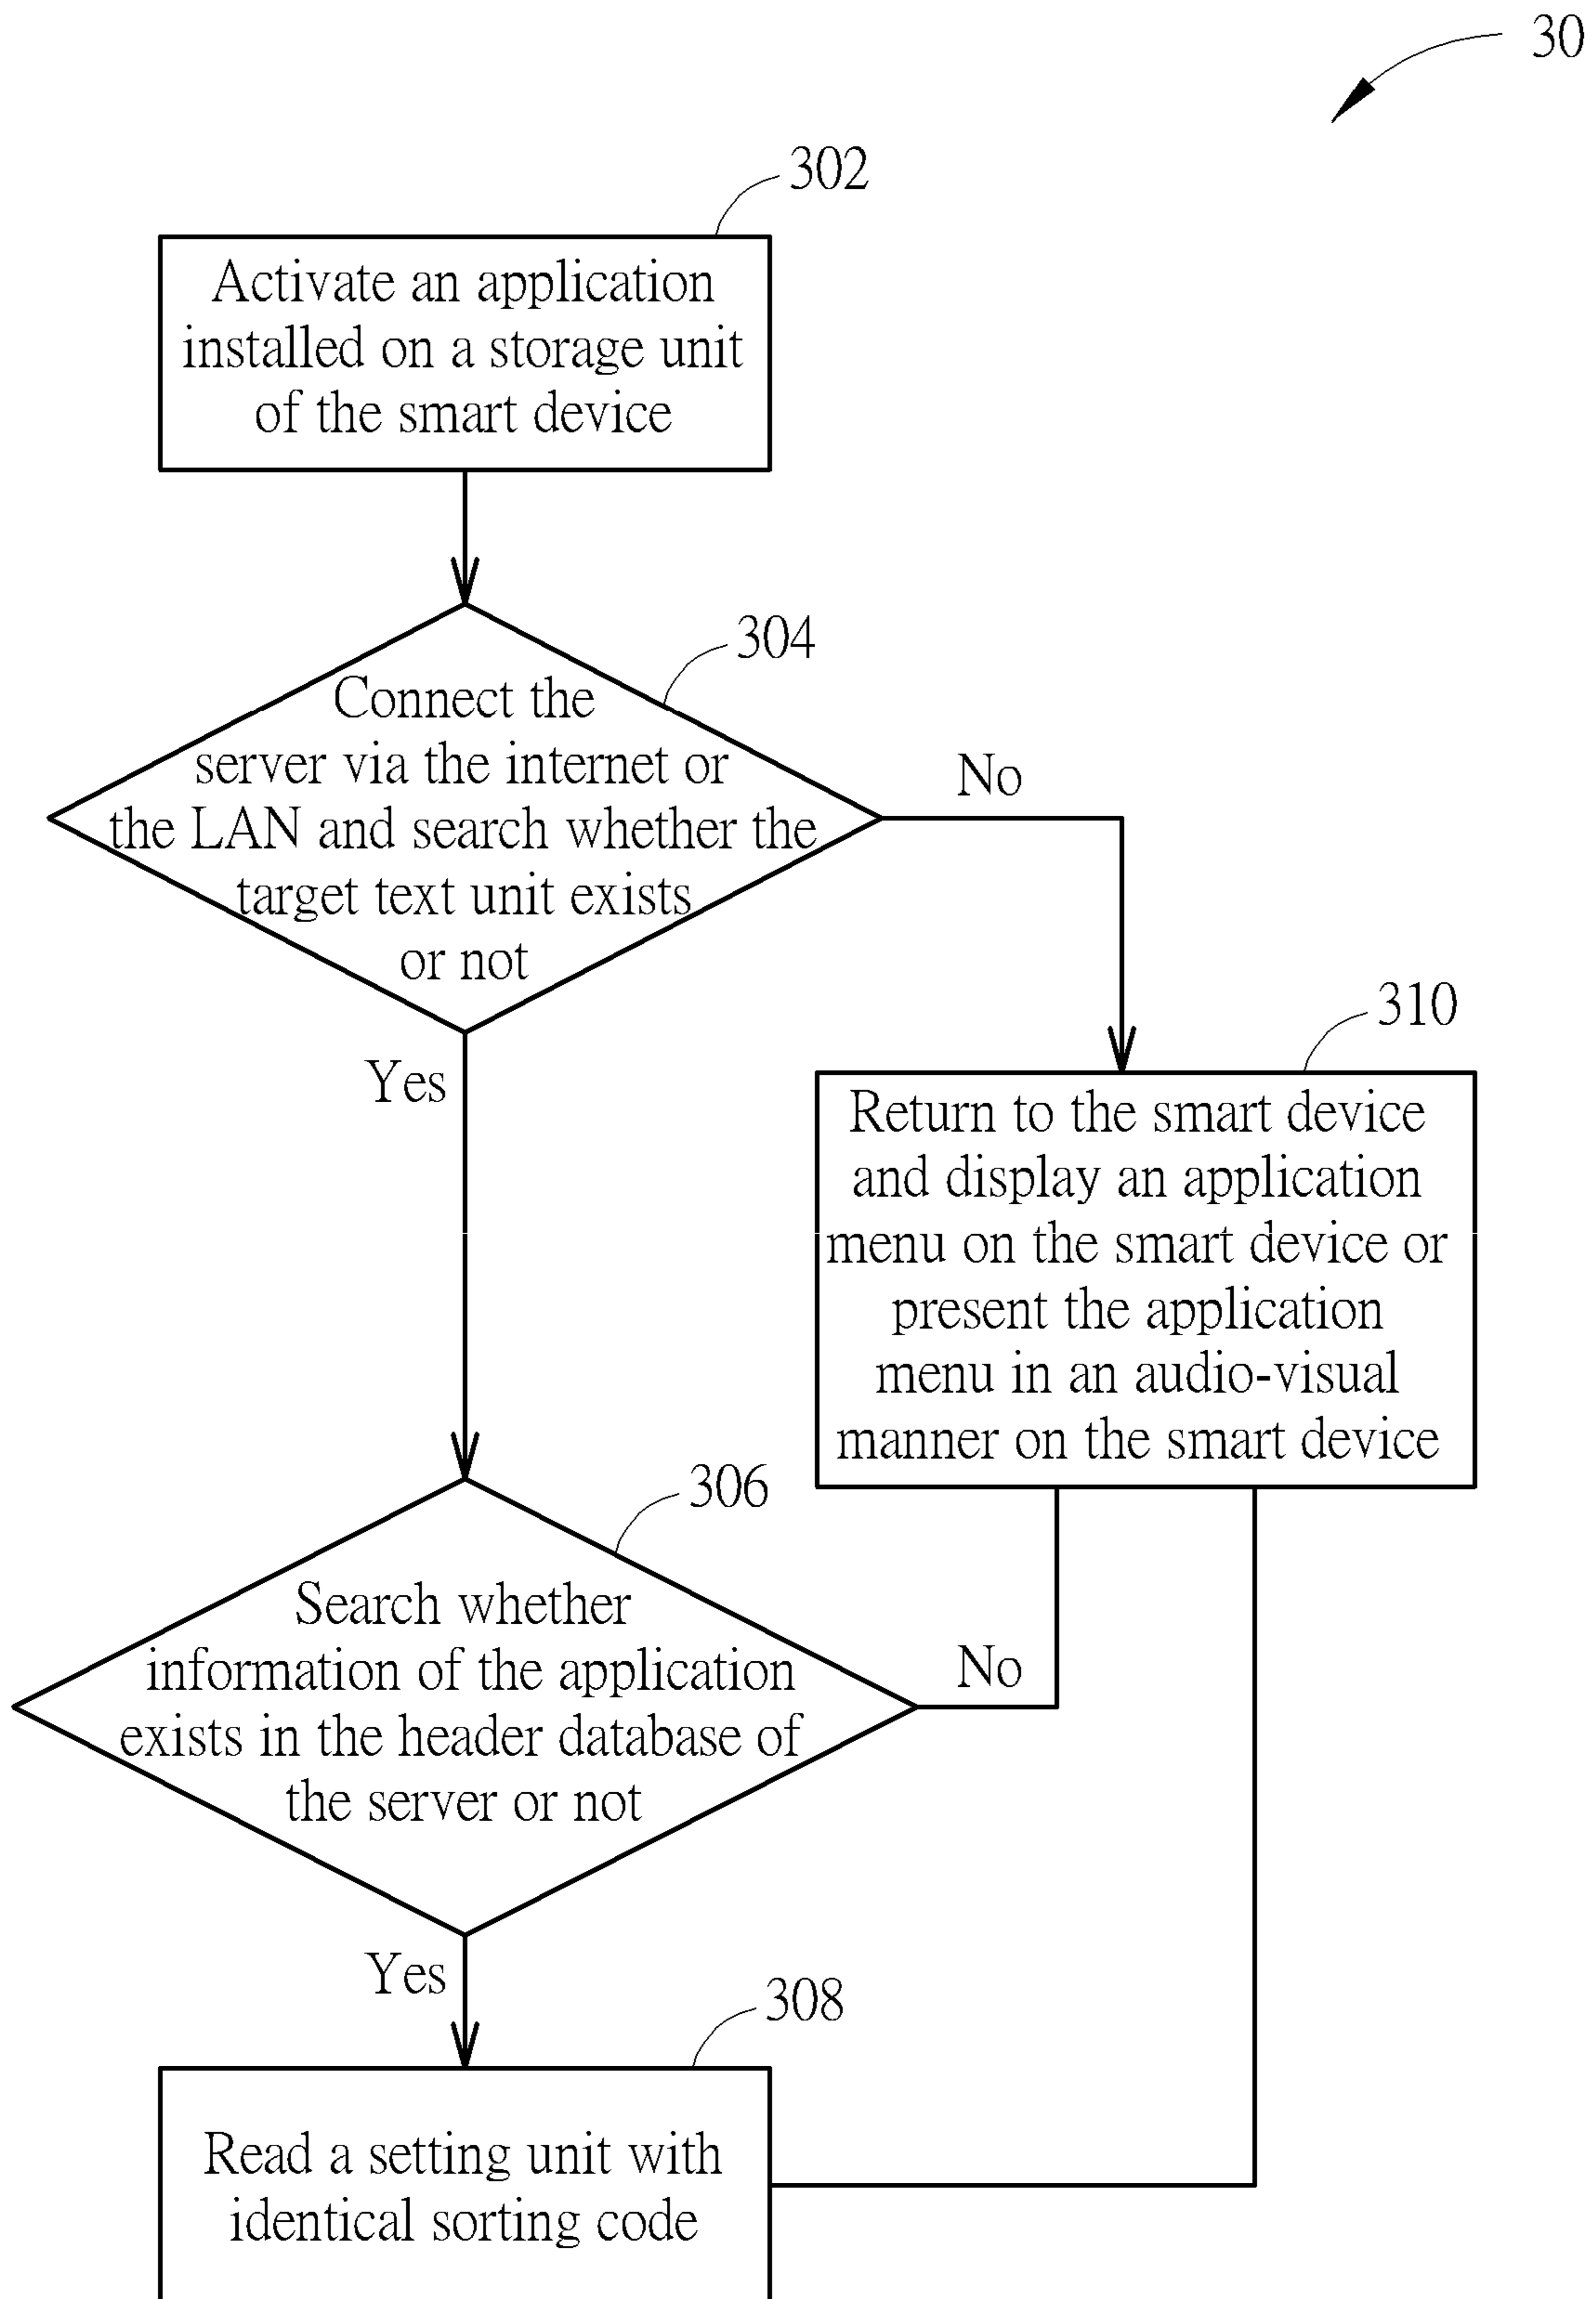 30
302
Activate an application
installed on a storage unit
of the smart device
304
Connect the
server via the internet or
the LAN and search whether the
target text unit exists
or not
No
Yes
310
Return to the smart device
and display an application
menu on the smart device or
present the application
menu in an audio-visual
manner on the smart device
306
Search whether
information of the application
exists in the header database of
the server or not
No
Yes
308
Read a setting unit with
identical sorting code